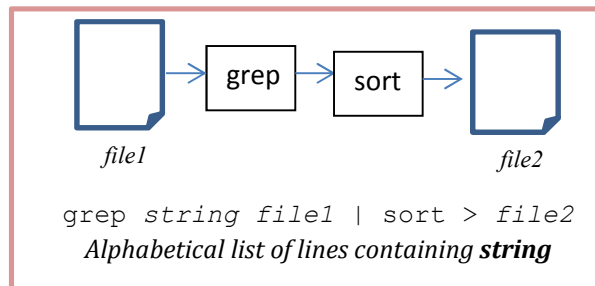 grep
sort
file1
file2
grep string file1 | sort > file2
Alphabetical list of lines containing string